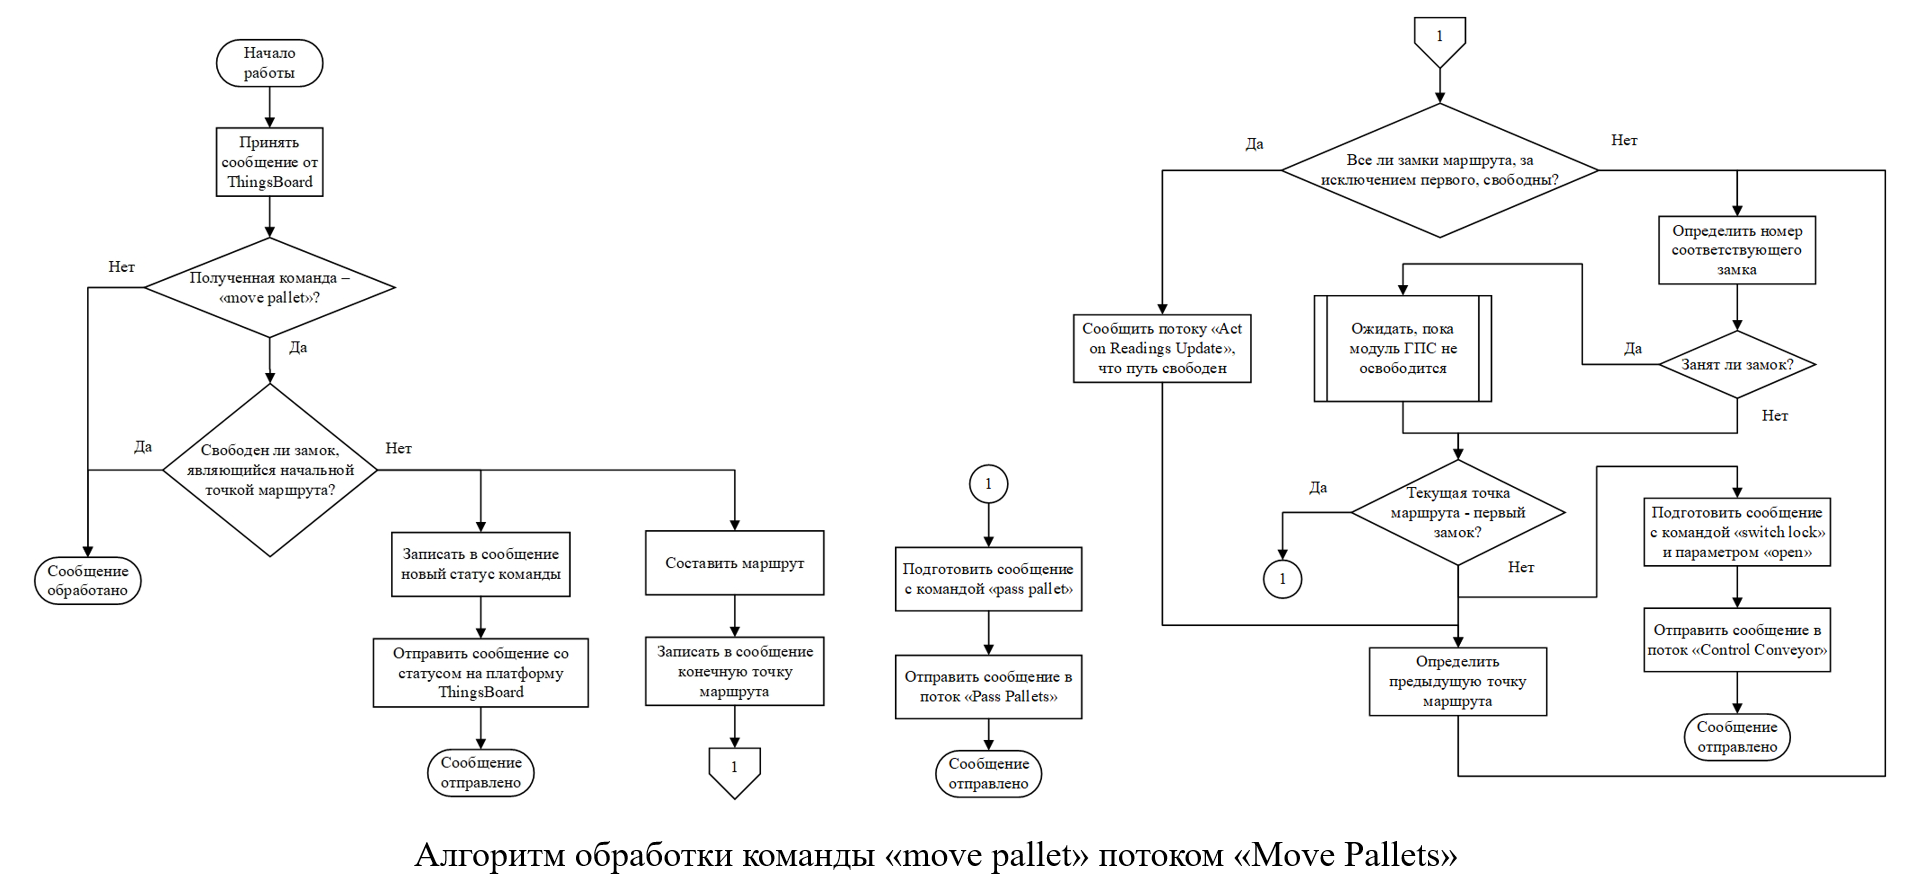 Начало
работы
Принять
сообщение от
ThingsBoard
Нет
Полученная команда –
«move pallet»?
Да
Да
Свободен ли замок,
являющийся начальной
точкой маршрута?
Нет
Сообщение
обработано
Записать в сообщение
новый статус команды
Отправить сообщение со
статусом на платформу
ThingsBoard
Сообщение
отправлено
Составить маршрут
Записать в сообщение
конечную точку
маршрута
1
1
Подготовить сообщение
с командой «pass pallet»
Отправить сообщение в
поток «Pass Pallets»
Сообщение
отправлено
1
Да
Все ли замки маршрута, за
исключением первого, свободны?
Нет
Сообщить потоку «Act
on Readings Update»,
что путь свободен
Определить номер
соответствующего
замка
Ожидать, пока
модуль ГПС не
освободится
Да
Занят ли замок?
Нет
Да
Текущая точка
маршрута - первый
замок?
Нет
1
Подготовить сообщение
с командой «switch lock»
и параметром «open»
Отправить сообщение в
поток «Control Conveyor»
Сообщение
отправлено
Определить
предыдущую точку
маршрута
Алгоритм обработки команды «move pallet» потоком «Move Pallets»